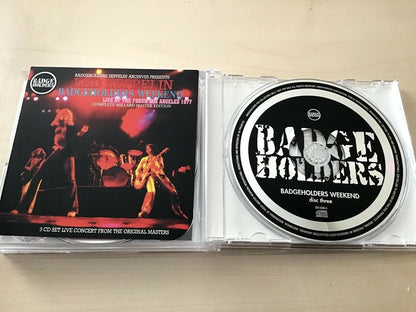 BADGE
HOLDERS
BADGEHOLDERS ZEPPELIN ARCHIVES PRESENTS
LED ZEPPELIN
BADGEHOLDERS WEEKEND
LIVE AT THE FORUM LOS ANGELES 1977
COMPLETE MILLARD MASTER EDITION
3 CD SET LIVE CONCERT FROM THE ORIGINAL MASTERS
BADGE
HOLDERS
BADGEHOLDERS WEEKEND
disc three